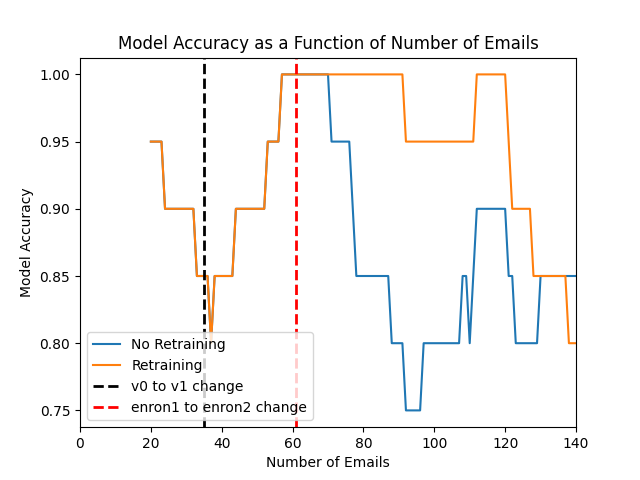 Model Accuracy as a Function of Number of Emails
Model Accuracy
1.00
0.95
0.90
0.85
0.80
0.75
No Retraining
Retraining
v0 to v1 change
enron1 to enron2 change
0 20 40 60 80 100 120 140
Number of Emails